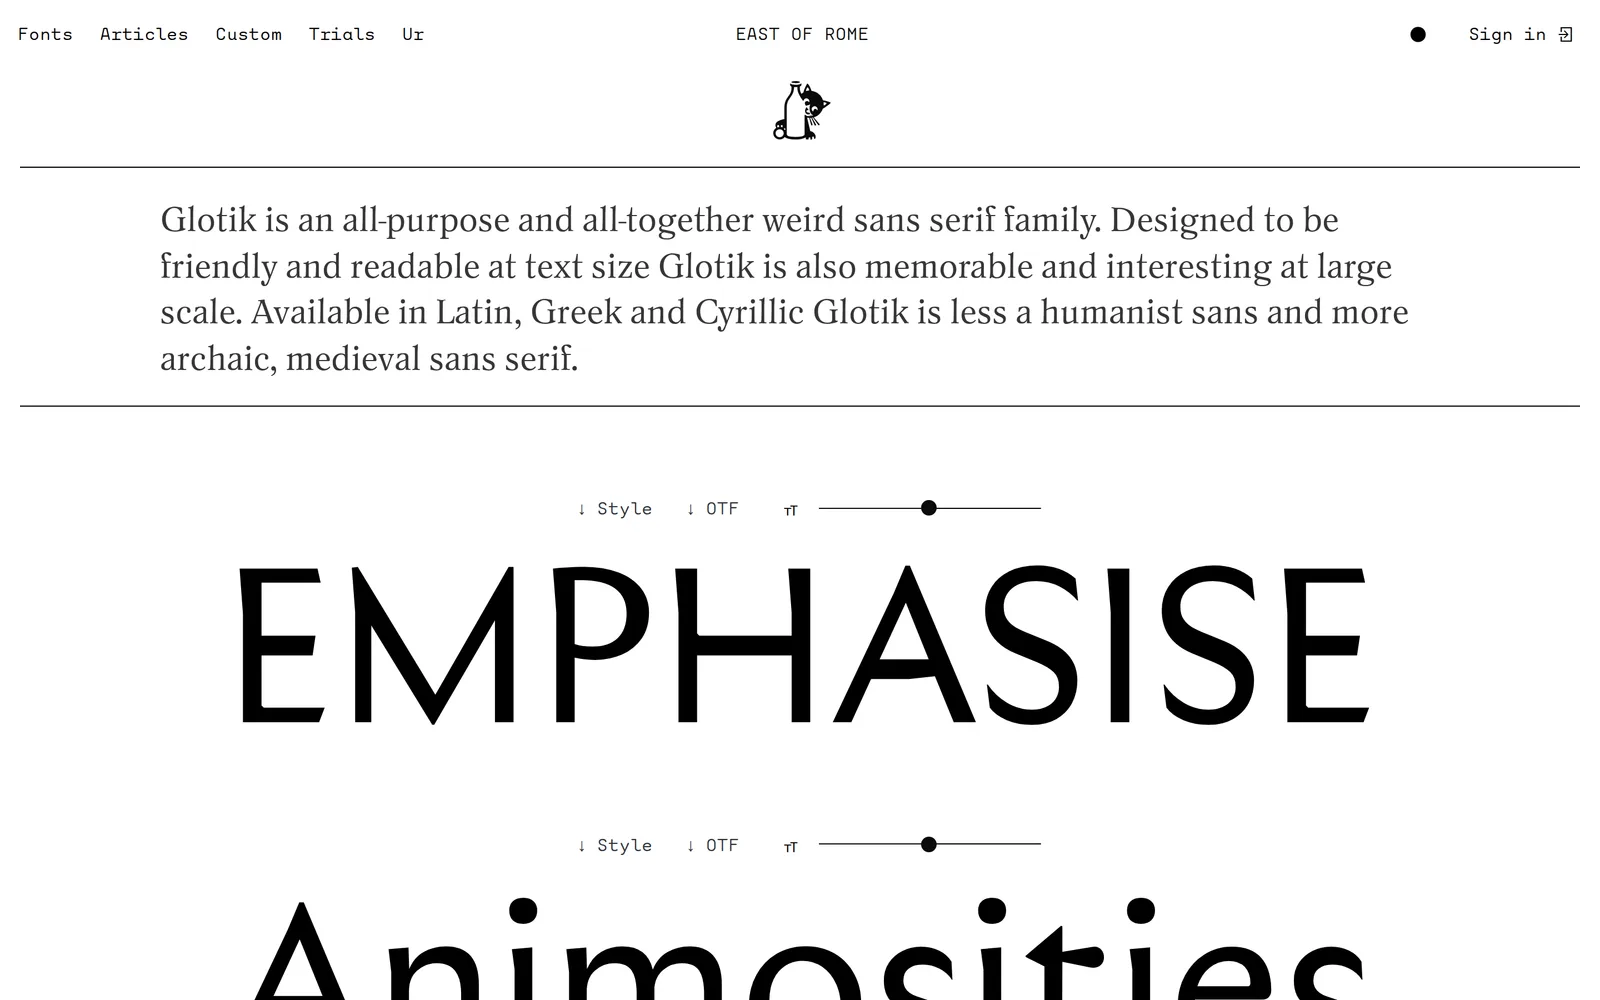 Fonts Articles Custom Trials Ur EAST OF ROME Sign in
Glotik is an all-purpose and all-together weird sans serif family. Designed to be
friendly and readable at text size Glotik is also memorable and interesting at large
scale. Available in Latin, Greek and Cyrillic Glotik is less a humanist sans and more
archaic, medieval sans serif.
↓ Style ↓ OTF TT
EMPHASISE
↓ Style ↓ OTF TT
Animosities